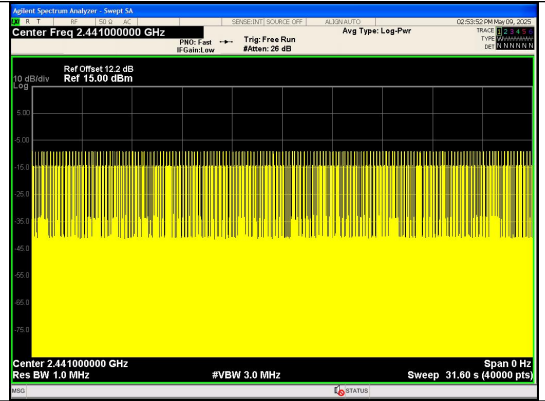 Agilent Spectrum Analyzer - Swept SA
R T RF 50 Ω AC SENSE:INT SOURCE OFF ALIGNAUTO 02:53:52 PM May 09, 2025
Center Freq 2.441000000 GHz Avg Type: Log-Pwr TRACE 1 2 3 4 5 6
PNO: Fast Trig: Free Run TYPE
IFGain:Low #Atten: 26 dB DET N N N N N N
Ref Offset 12.2 dB
10 dB/div Ref 15.00 dBm
Log
5.00
-5.00
-15.0
-25.0
-35.0
-45.0
-55.0
-65.0
-75.0
Center 2.441000000 GHz Span 0 Hz
Res BW 1.0 MHz #VBW 3.0 MHz Sweep 31.60 s (40000 pts)
MSG STATUS